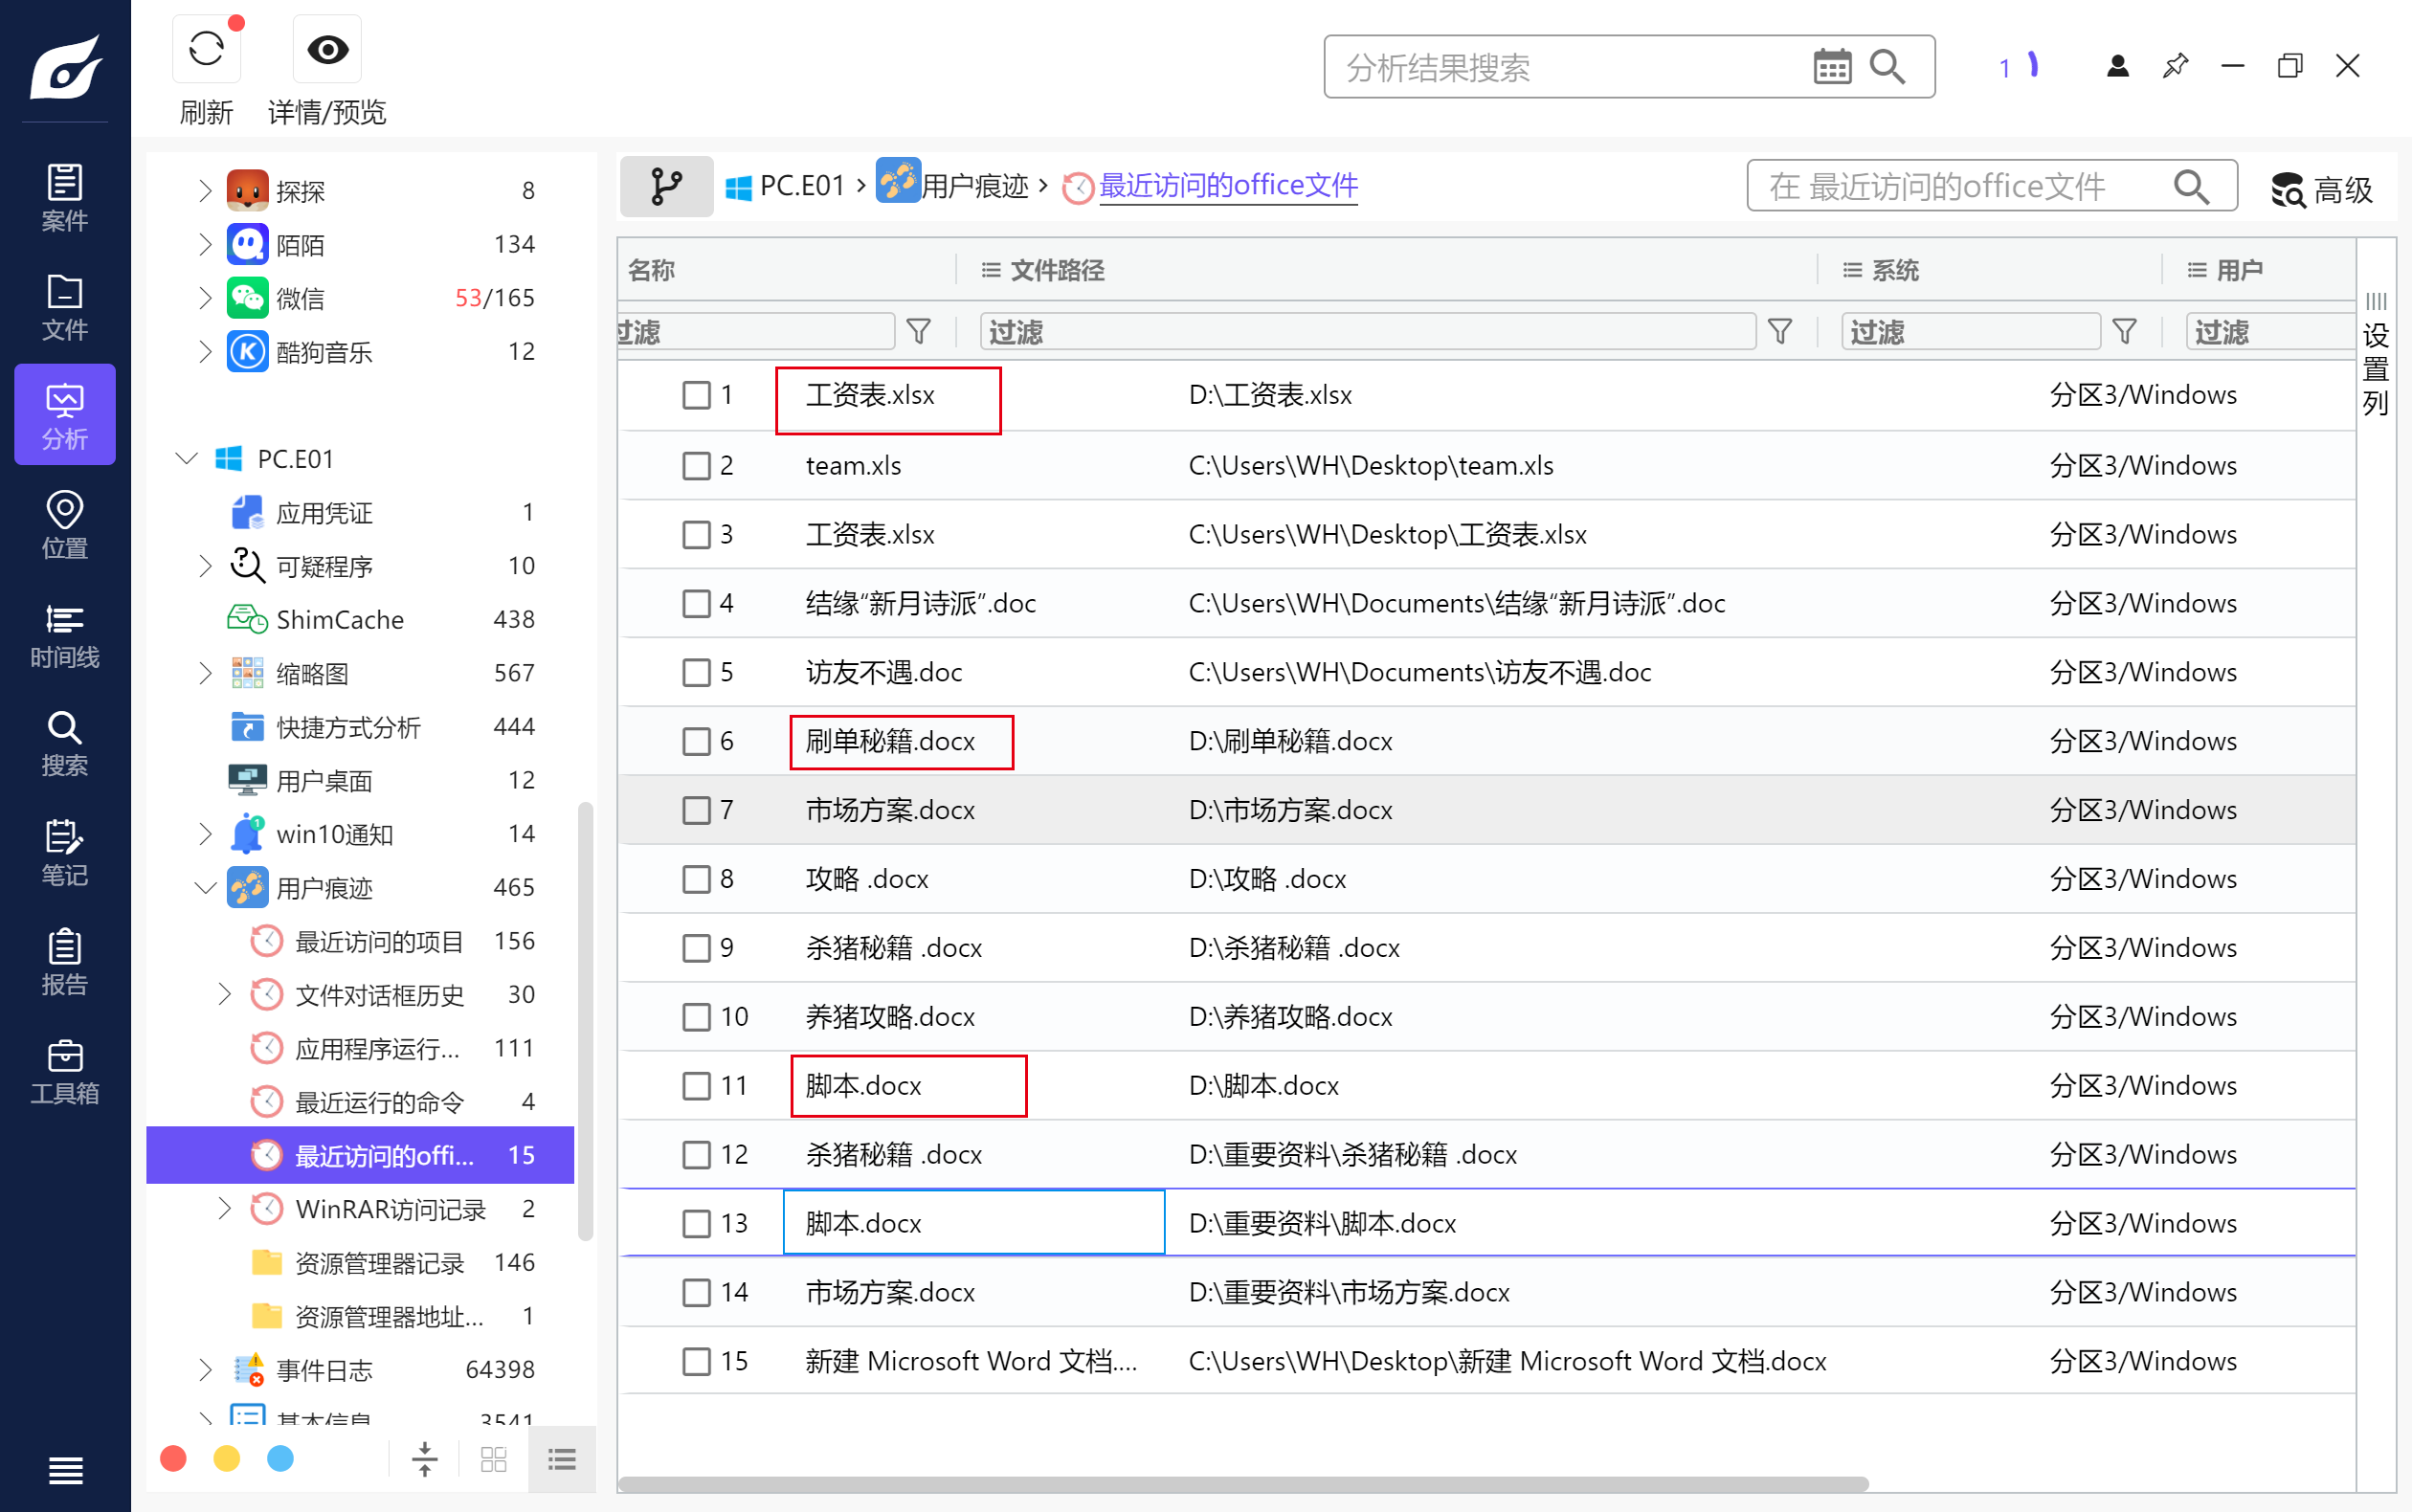 刷新
详情/预览
分析结果搜索
1
案件
文件
分析
位置
时间线
搜索
笔记
报告
工具箱
探探 8
陌陌 134
微信 53/165
酷狗音乐 12
PC.E01
应用凭证 1
可疑程序 10
ShimCache 438
缩略图 567
快捷方式分析 444
用户桌面 12
win10通知 14
用户痕迹 465
最近访问的项目 156
文件对话框历史 30
应用程序运行... 111
最近运行的命令 4
最近访问的offi... 15
WinRAR访问记录 2
资源管理器记录 146
资源管理器地址... 1
事件日志 64398
基本信息 3541
PC.E01 › 用户痕迹 › 最近访问的office文件
在 最近访问的office文件
高级
名称 文件路径 系统 用户
过滤 过滤 过滤 过滤
设置列
1 工资表.xlsx D:\工资表.xlsx 分区3/Windows
2 team.xls C:\Users\WH\Desktop\team.xls 分区3/Windows
3 工资表.xlsx C:\Users\WH\Desktop\工资表.xlsx 分区3/Windows
4 结缘“新月诗派”.doc C:\Users\WH\Documents\结缘“新月诗派”.doc 分区3/Windows
5 访友不遇.doc C:\Users\WH\Documents\访友不遇.doc 分区3/Windows
6 刷单秘籍.docx D:\刷单秘籍.docx 分区3/Windows
7 市场方案.docx D:\市场方案.docx 分区3/Windows
8 攻略 .docx D:\攻略 .docx 分区3/Windows
9 杀猪秘籍 .docx D:\杀猪秘籍 .docx 分区3/Windows
10 养猪攻略.docx D:\养猪攻略.docx 分区3/Windows
11 脚本.docx D:\脚本.docx 分区3/Windows
12 杀猪秘籍 .docx D:\重要资料\杀猪秘籍 .docx 分区3/Windows
13 脚本.docx D:\重要资料\脚本.docx 分区3/Windows
14 市场方案.docx D:\重要资料\市场方案.docx 分区3/Windows
15 新建 Microsoft Word 文档.... C:\Users\WH\Desktop\新建 Microsoft Word 文档.docx 分区3/Windows